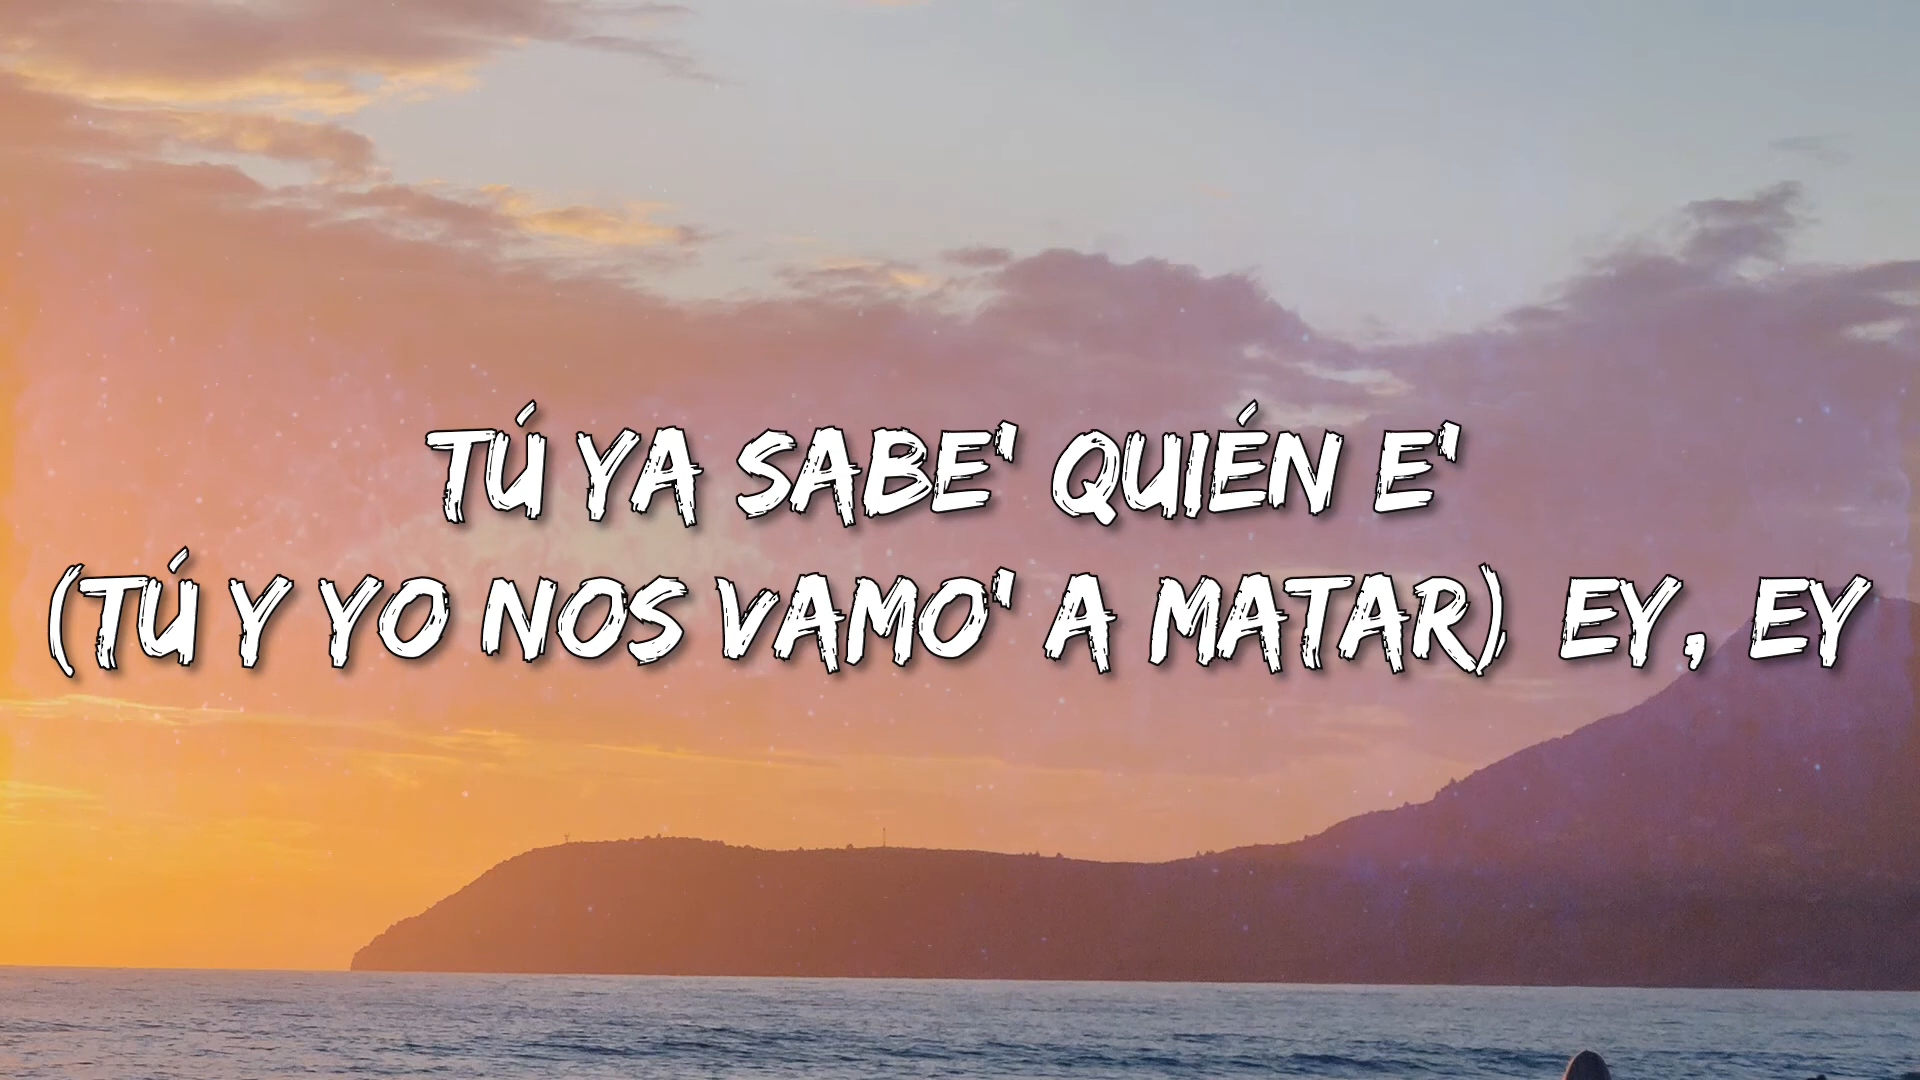 TÚ YA SABE' QUIÉN E'
(TÚ Y YO NOS VAMO' A MATAR) EY, EY